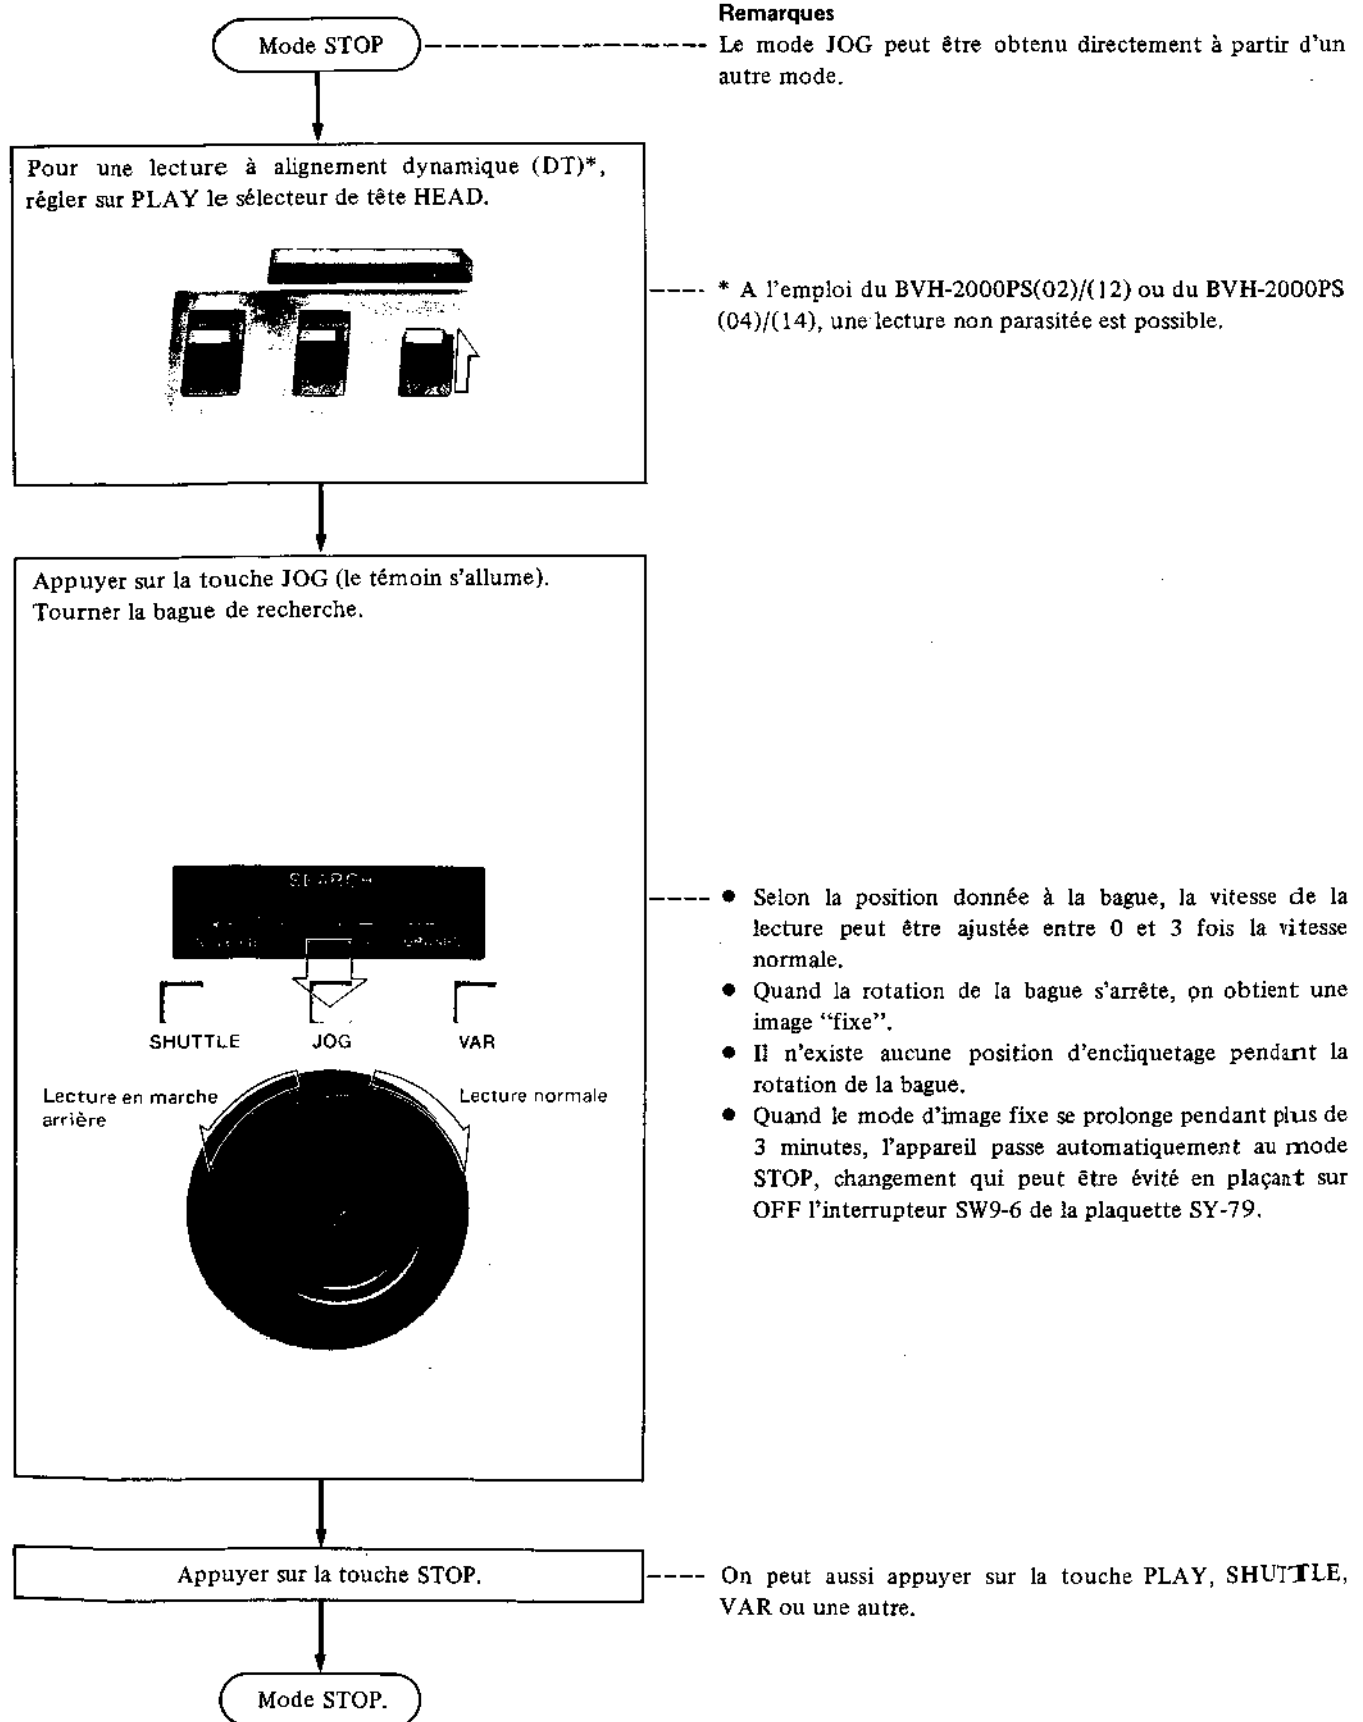 Remarques
Mode STOP
Le mode JOG peut être obtenu directement à partir d'un
autre mode.
Pour une lecture à alignement dynamique (DT)*,
régler sur PLAY le sélecteur de tête HEAD.
* A l'emploi du BVH-2000PS(02)/(12) ou du BVH-2000PS
(04)/(14), une lecture non parasitée est possible.
Appuyer sur la touche JOG (le témoin s'allume).
Tourner la bague de recherche.
SEARCH
SHUTTLE
JOG
VAR
Lecture en marche
arrière
Lecture normale
● Selon la position donnée à la bague, la vitesse de la
lecture peut être ajustée entre 0 et 3 fois la vitesse
normale.
● Quand la rotation de la bague s'arrête, on obtient une
image “fixe”.
● Il n'existe aucune position d'encliquetage pendant la
rotation de la bague.
● Quand le mode d'image fixe se prolonge pendant plus de
3 minutes, l'appareil passe automatiquement au mode
STOP, changement qui peut être évité en plaçant sur
OFF l'interrupteur SW9-6 de la plaquette SY-79.
Appuyer sur la touche STOP.
On peut aussi appuyer sur la touche PLAY, SHUTTLE,
VAR ou une autre.
Mode STOP.